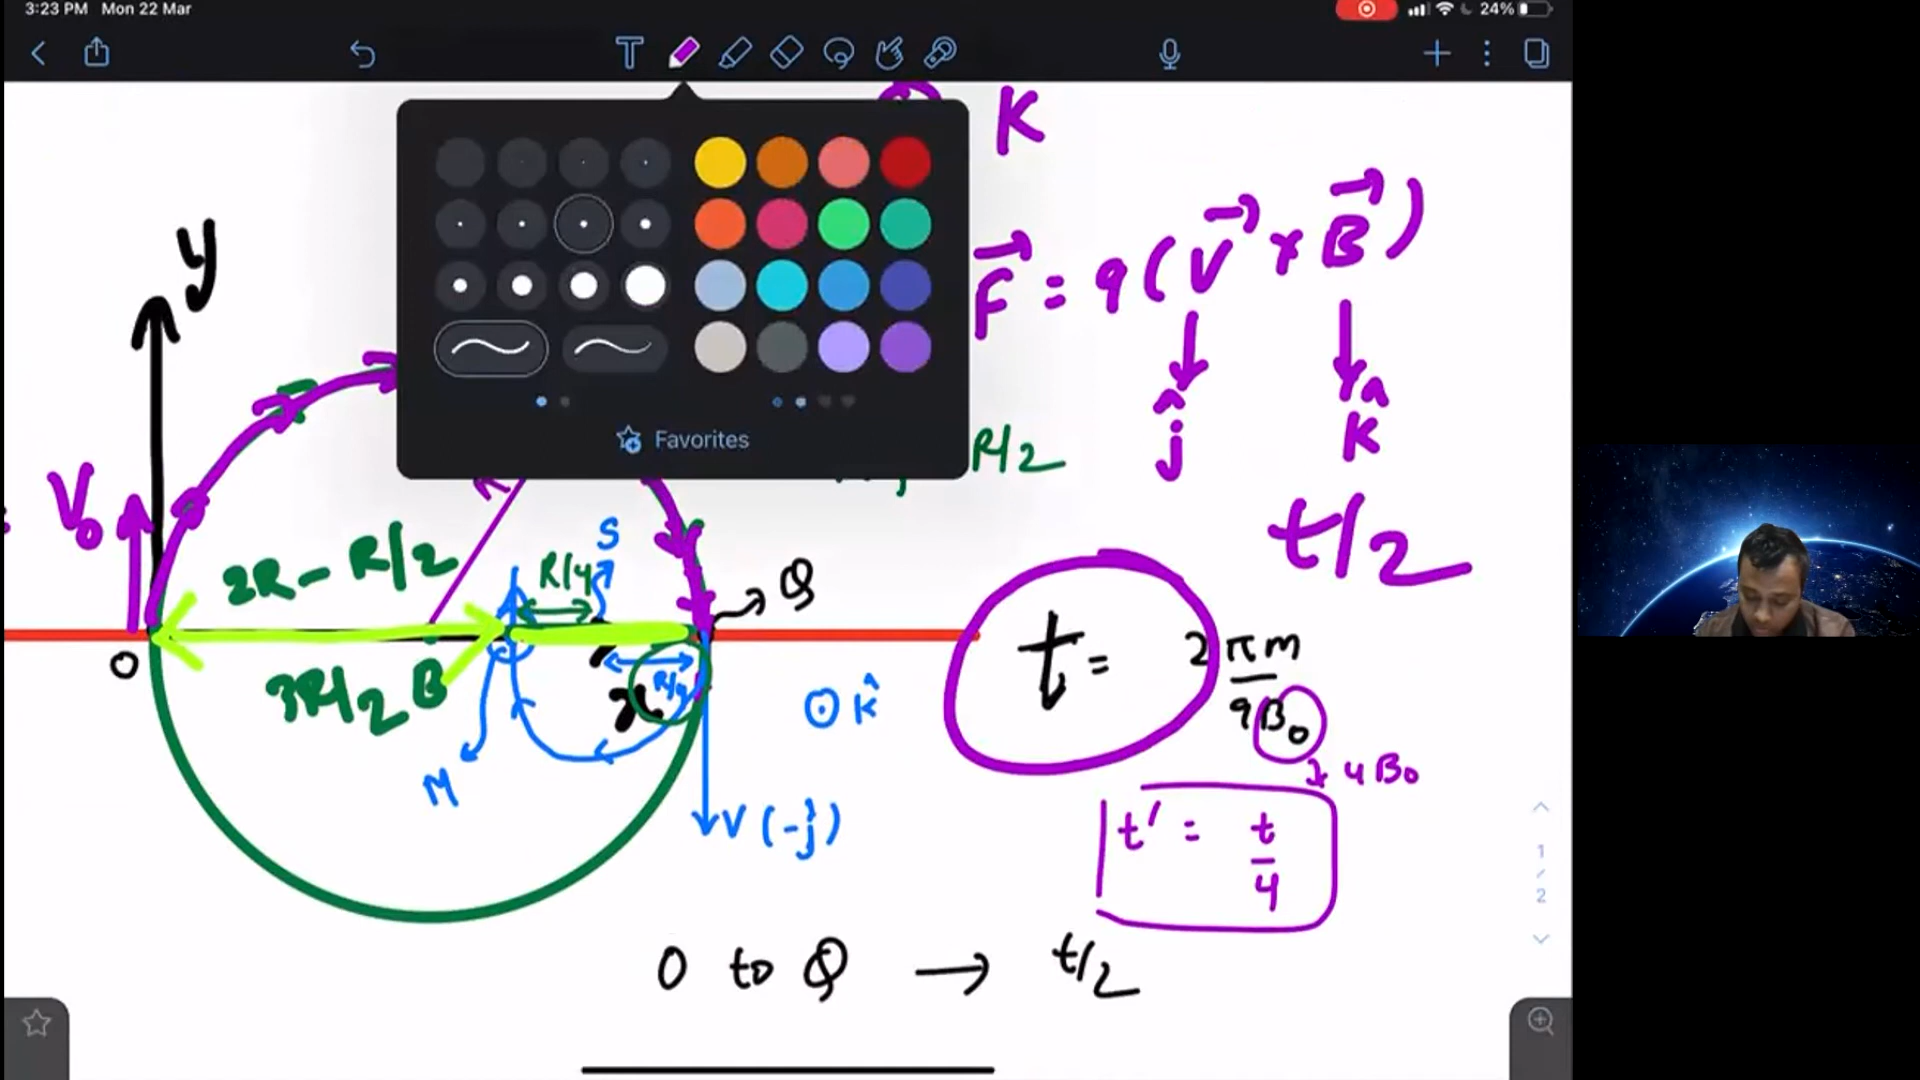 3:23 PM Mon 22 Mar
24%
T
K
y
F = q(V × B)
ĵ
k̂
Favorites
R/2
V₀
2R - R/2
R/4
S
Q
t/2
O
3R/2
B
x
R/4
k̂
t = 2πm
qB₀
4B₀
M
V (-ĵ)
t' = t
4
1
/
2
O to Q → t/2